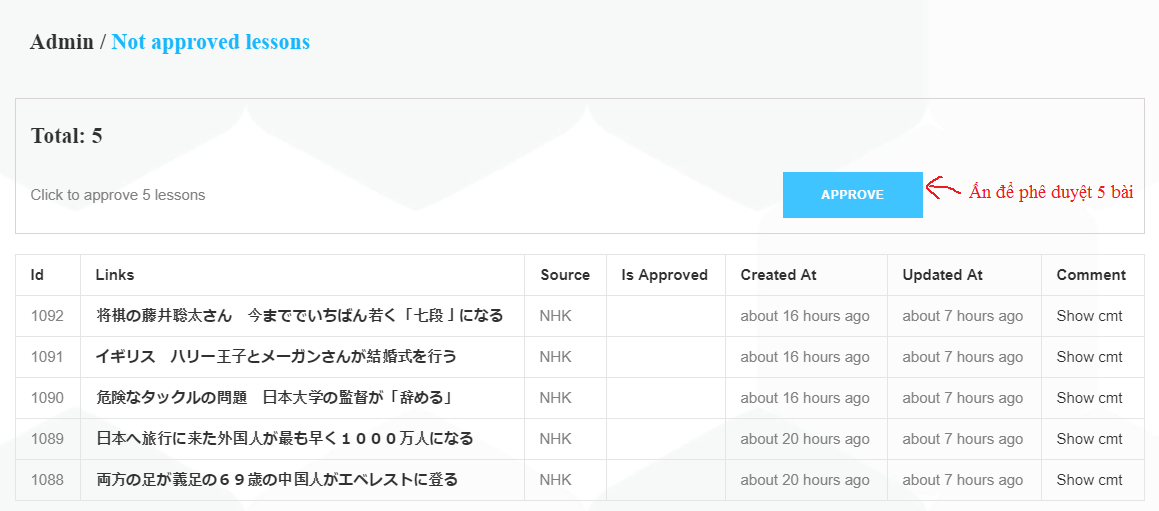 Admin / Not approved lessons
Total: 5
Click to approve 5 lessons
APPROVE
Ấn để phê duyệt 5 bài
Id Links Source Is Approved Created At Updated At Comment
1092 将棋の藤井聡太さん　今まででいちばん若く「七段」になる NHK about 16 hours ago about 7 hours ago Show cmt
1091 イギリス　ハリー王子とメーガンさんが結婚式を行う NHK about 16 hours ago about 7 hours ago Show cmt
1090 危険なタックルの問題　日本大学の監督が「辞める」 NHK about 16 hours ago about 7 hours ago Show cmt
1089 日本へ旅行に来た外国人が最も早く１０００万人になる NHK about 20 hours ago about 7 hours ago Show cmt
1088 両方の足が義足の６９歳の中国人がエベレストに登る NHK about 20 hours ago about 7 hours ago Show cmt